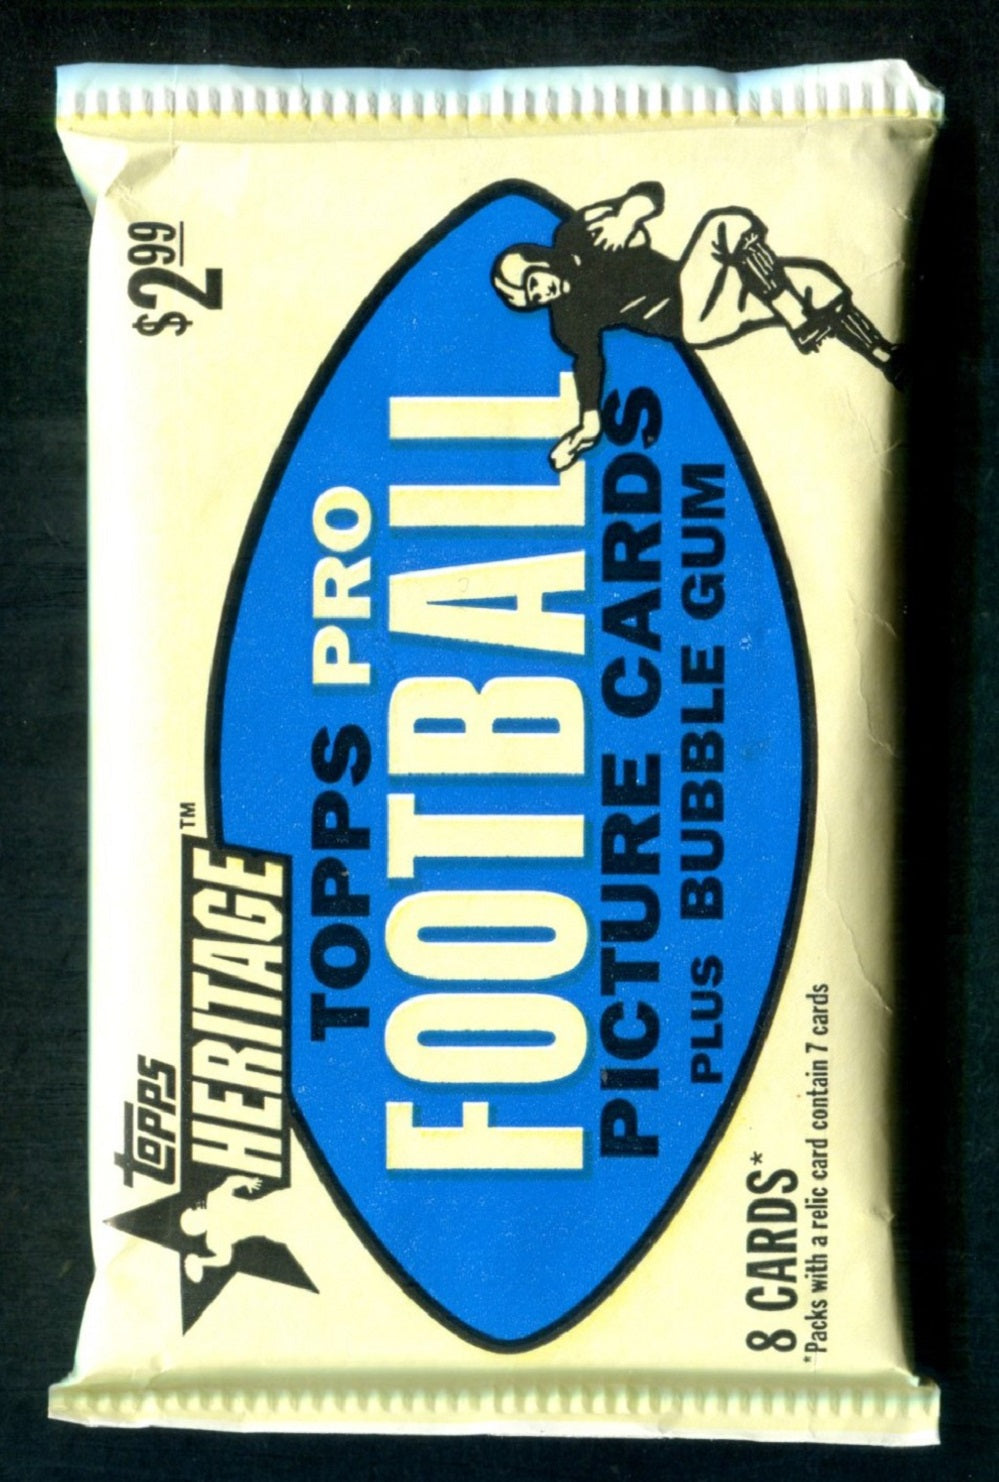 topps
HERITAGE™
$2.99
TOPPS PRO
FOOTBALL
PICTURE CARDS
PLUS BUBBLE GUM
8 CARDS*
*Packs with a relic card contain 7 cards